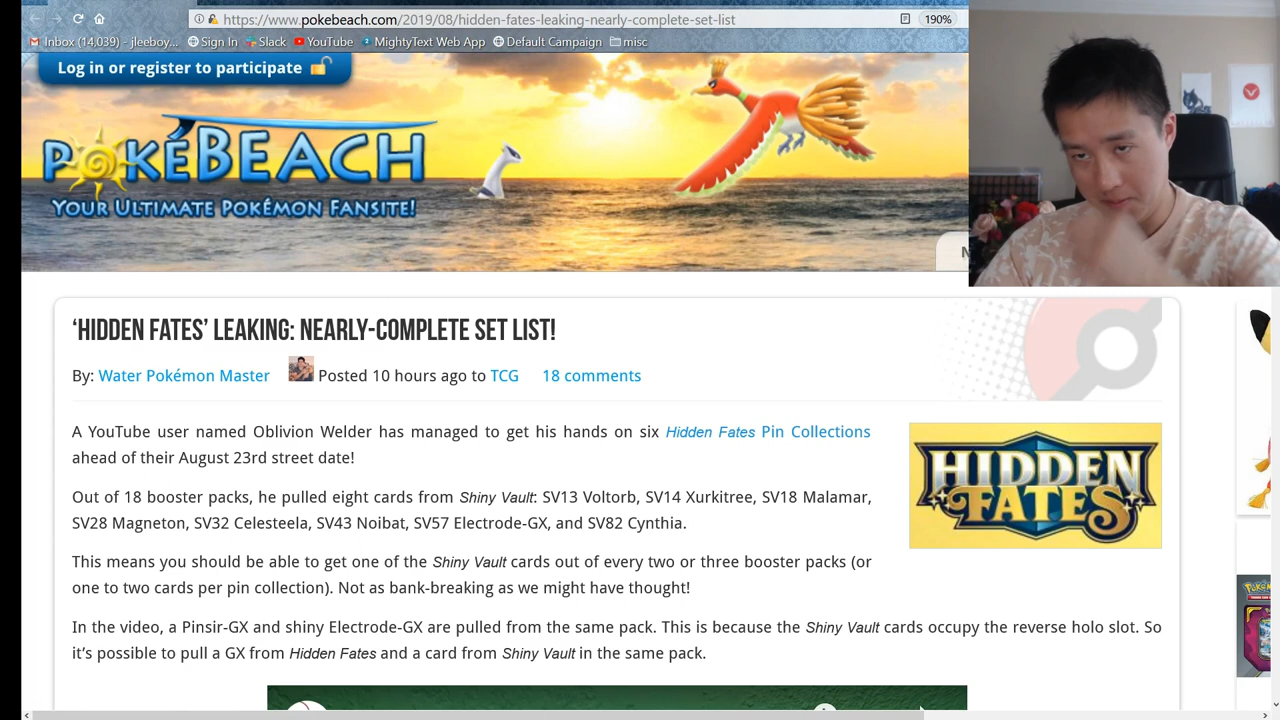 https://www.pokebeach.com/2019/08/hidden-fates-leaking-nearly-complete-set-list
190%
Inbox (14,039) - jleeboy... Sign In Slack YouTube MightyText Web App Default Campaign misc
Log in or register to participate
POKÉBEACH
YOUR ULTIMATE POKÉMON FANSITE!
‘HIDDEN FATES’ LEAKING: NEARLY-COMPLETE SET LIST!
By: Water Pokémon Master Posted 10 hours ago to TCG 18 comments
A YouTube user named Oblivion Welder has managed to get his hands on six Hidden Fates Pin Collections
ahead of their August 23rd street date!
HIDDEN
FATES
Out of 18 booster packs, he pulled eight cards from Shiny Vault: SV13 Voltorb, SV14 Xurkitree, SV18 Malamar,
SV28 Magneton, SV32 Celesteela, SV43 Noibat, SV57 Electrode-GX, and SV82 Cynthia.
This means you should be able to get one of the Shiny Vault cards out of every two or three booster packs (or
one to two cards per pin collection). Not as bank-breaking as we might have thought!
In the video, a Pinsir-GX and shiny Electrode-GX are pulled from the same pack. This is because the Shiny Vault cards occupy the reverse holo slot. So
it’s possible to pull a GX from Hidden Fates and a card from Shiny Vault in the same pack.